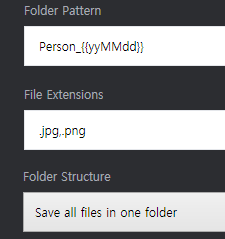 Folder Pattern
Person_{{yyMMdd}}
File Extensions
.jpg,.png
Folder Structure
Save all files in one folder